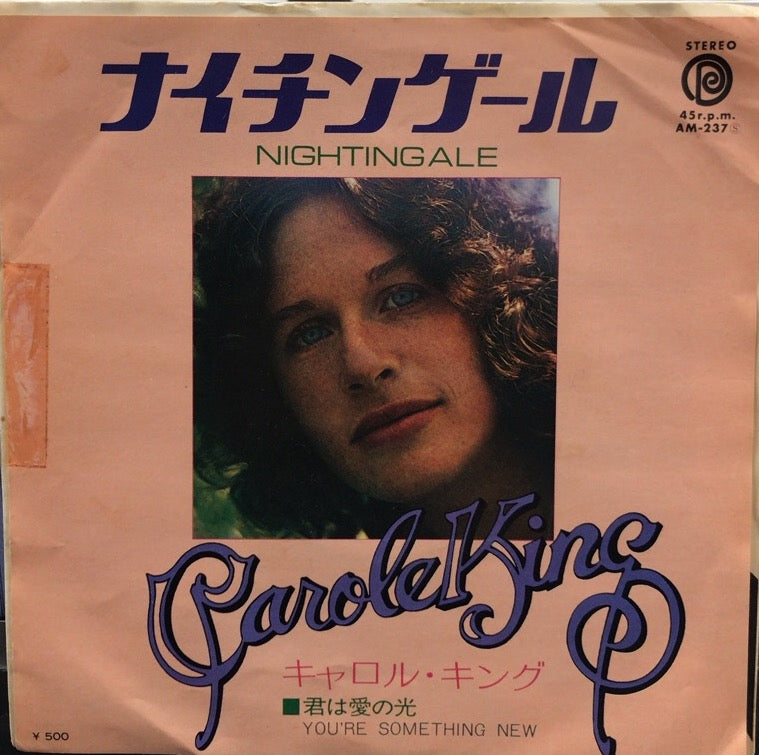 STEREO
ナイチンゲール
45r.p.m.
AM-237 Ⓢ
NIGHTINGALE
Carole King
キャロル・キング
■君は愛の光
YOU'RE SOMETHING NEW
¥ 500